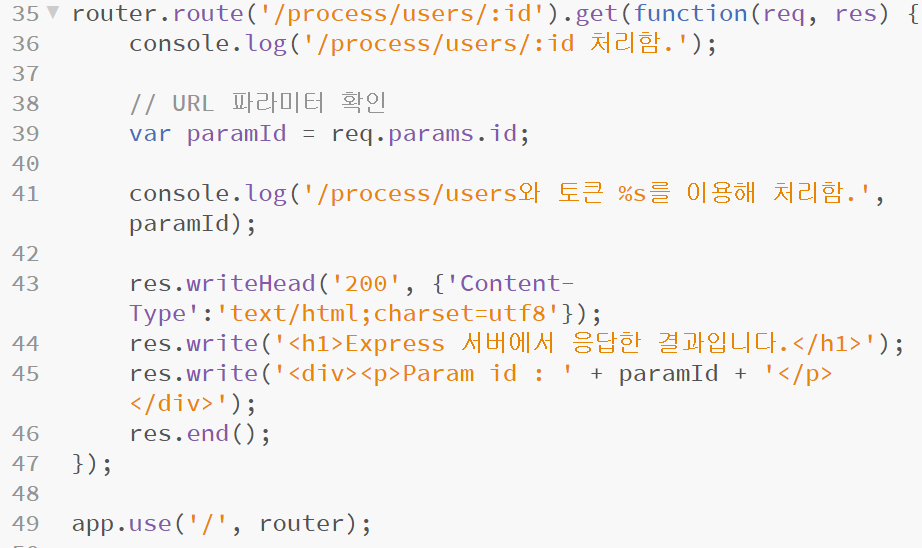 35 ▼ router.route('/process/users/:id').get(function(req, res) {
36 console.log('/process/users/:id 처리함.');
37
38 // URL 파라미터 확인
39 var paramId = req.params.id;
40
41 console.log('/process/users와 토큰 %s를 이용해 처리함.',
paramId);
42
43 res.writeHead('200', {'Content-
Type':'text/html;charset=utf8'});
44 res.write('<h1>Express 서버에서 응답한 결과입니다.</h1>');
45 res.write('<div><p>Param id : ' + paramId + '</p>
</div>');
46 res.end();
47 });
48
49 app.use('/', router);